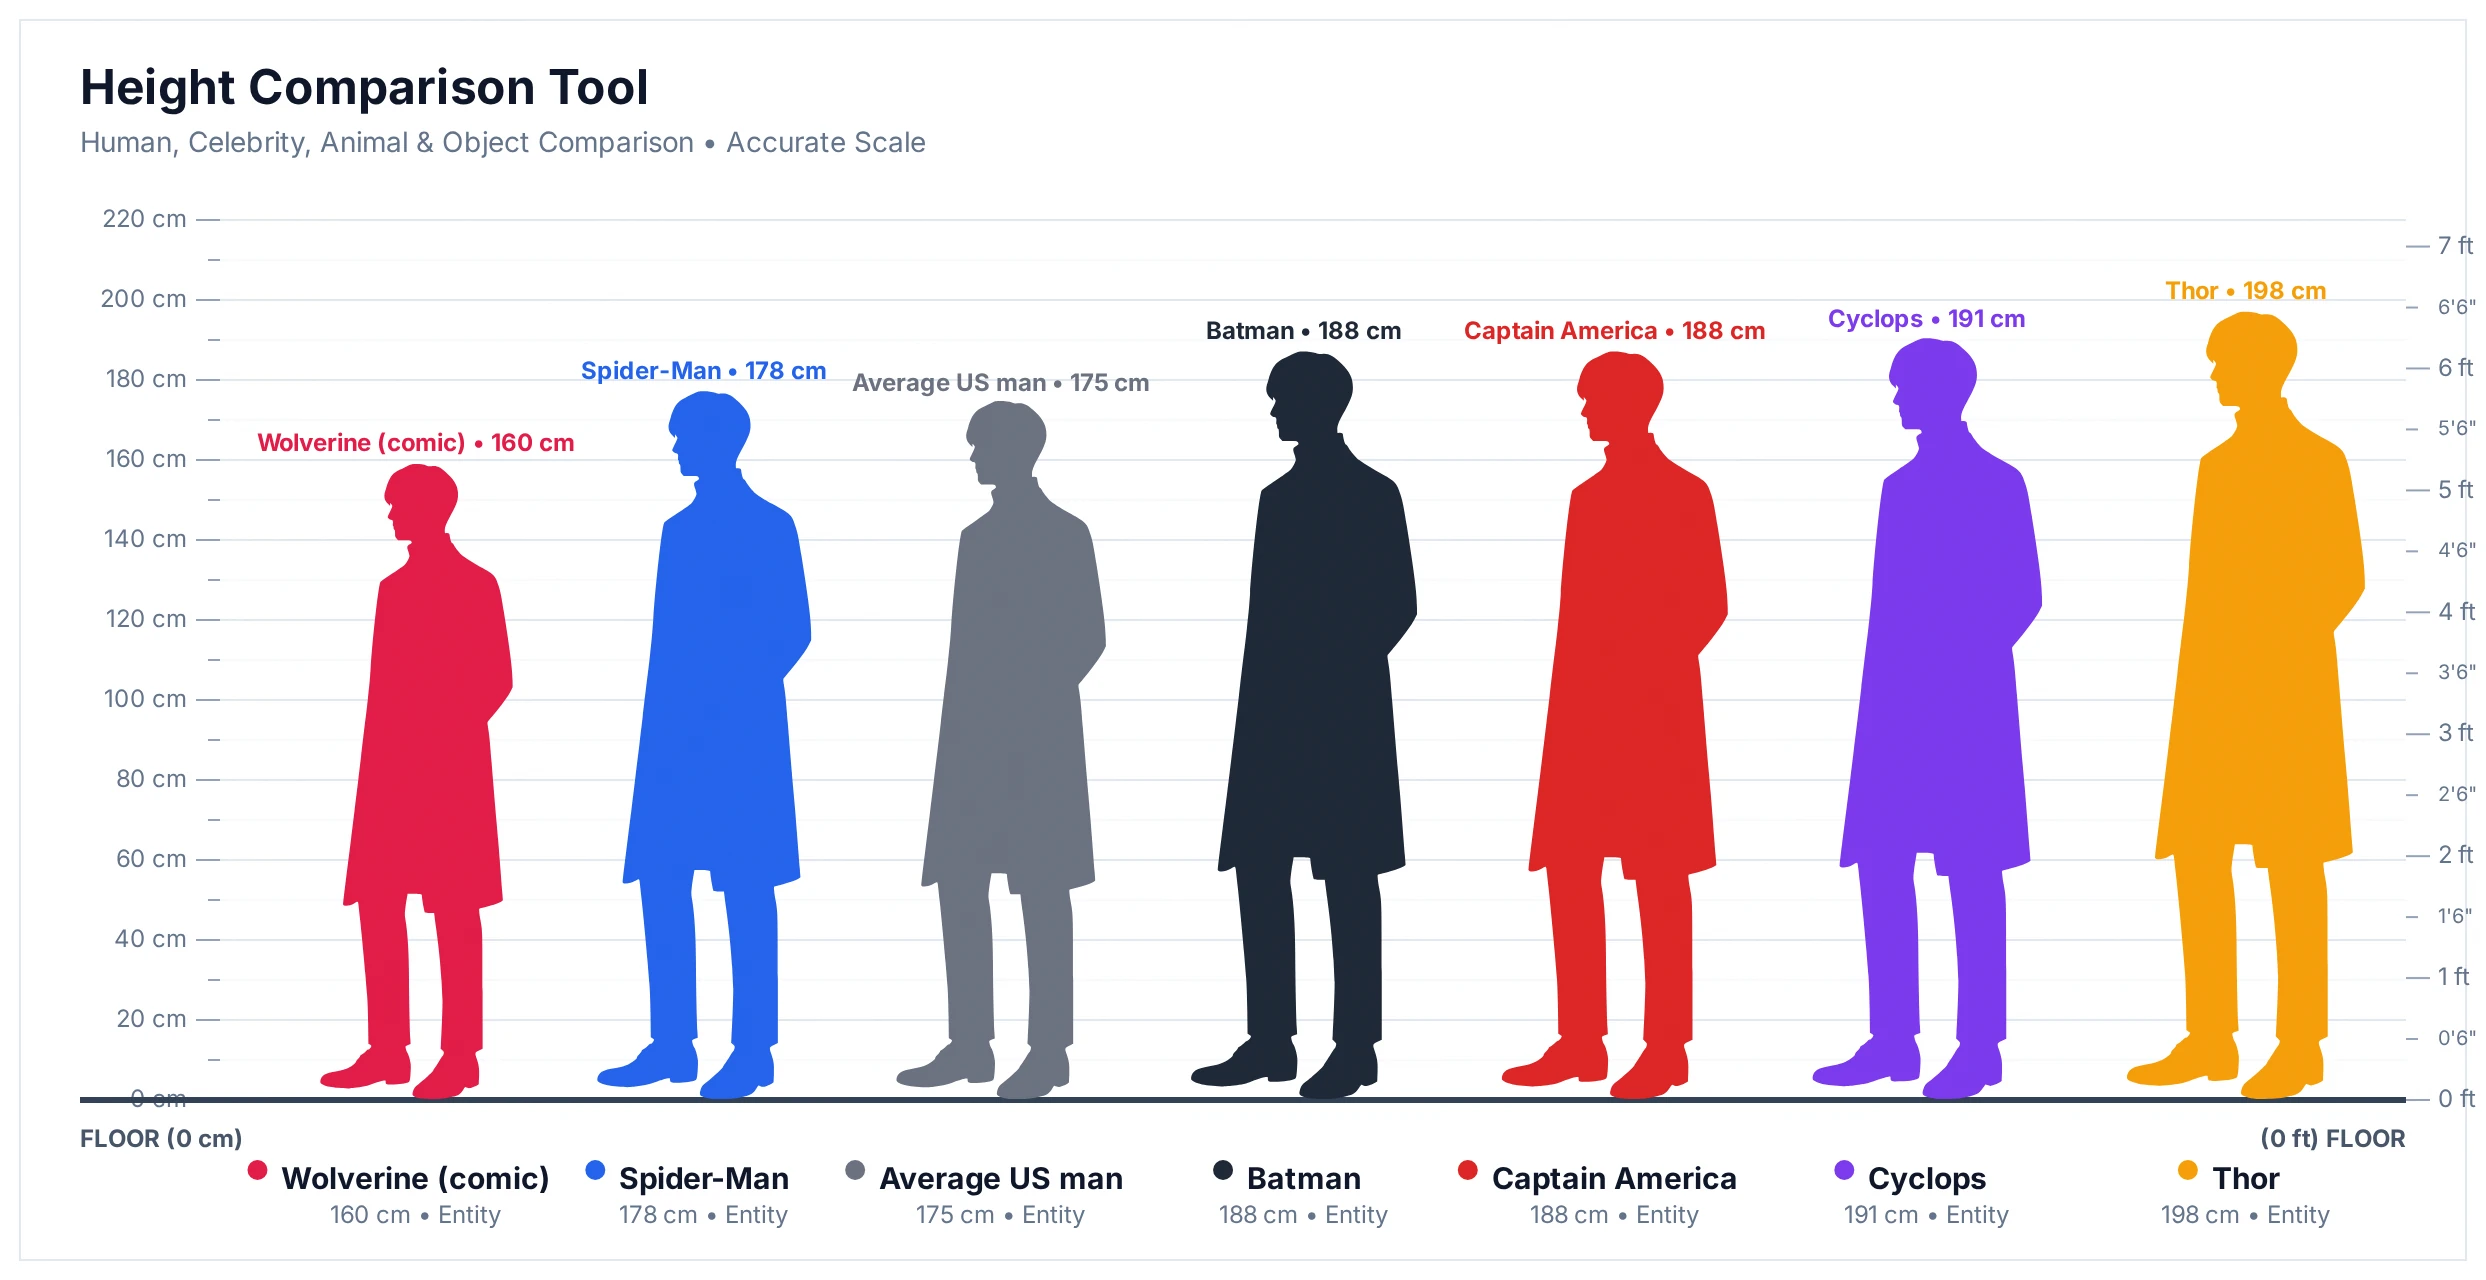 Height Comparison Tool
Human, Celebrity, Animal & Object Comparison • Accurate Scale
220 cm
7 ft
200 cm
Thor • 198 cm
6'6"
Cyclops • 191 cm
Batman • 188 cm
Captain America • 188 cm
Spider-Man • 178 cm
180 cm
6 ft
Average US man • 175 cm
5'6"
Wolverine (comic) • 160 cm
160 cm
5 ft
140 cm
4'6"
120 cm
4 ft
3'6"
100 cm
3 ft
80 cm
2'6"
60 cm
2 ft
1'6"
40 cm
1 ft
20 cm
0'6"
0 cm
0 ft
FLOOR (0 cm)
(0 ft) FLOOR
Wolverine (comic)
160 cm • Entity
Spider-Man
178 cm • Entity
Average US man
175 cm • Entity
Batman
188 cm • Entity
Captain America
188 cm • Entity
Cyclops
191 cm • Entity
Thor
198 cm • Entity